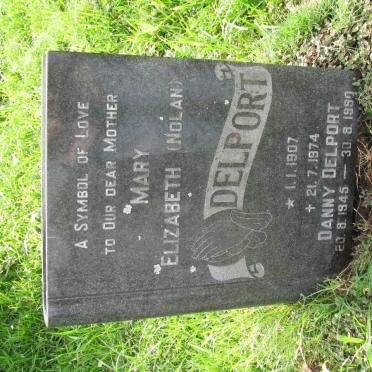 A SYMBOL OF LOVE
TO OUR DEAR MOTHER
MARY
ELIZABETH (NOLAN)
DELPORT
* 1.1.1907
+ 21.7.1974
DANNY DELPORT
20.8.1945 — 30.8.1990